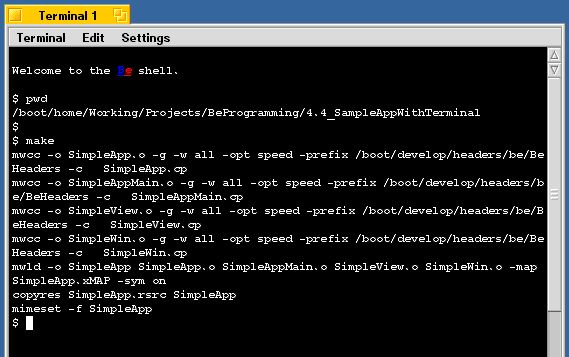 Terminal 1
Terminal Edit Settings
Welcome to the Be shell.
$ pwd
/boot/home/Working/Projects/BeProgramming/4.4_SampleAppWithTerminal
$
$ make
mwcc -o SimpleApp.o -g -w all -opt speed -prefix /boot/develop/headers/be/Be
Headers -c   SimpleApp.cp
mwcc -o SimpleAppMain.o -g -w all -opt speed -prefix /boot/develop/headers/b
e/BeHeaders -c   SimpleAppMain.cp
mwcc -o SimpleView.o -g -w all -opt speed -prefix /boot/develop/headers/be/B
eHeaders -c   SimpleView.cp
mwcc -o SimpleWin.o -g -w all -opt speed -prefix /boot/develop/headers/be/Be
Headers -c   SimpleWin.cp
mwld -o SimpleApp SimpleApp.o SimpleAppMain.o SimpleView.o SimpleWin.o -map
SimpleApp.xMAP -sym on
copyres SimpleApp.rsrc SimpleApp
mimeset -f SimpleApp
$